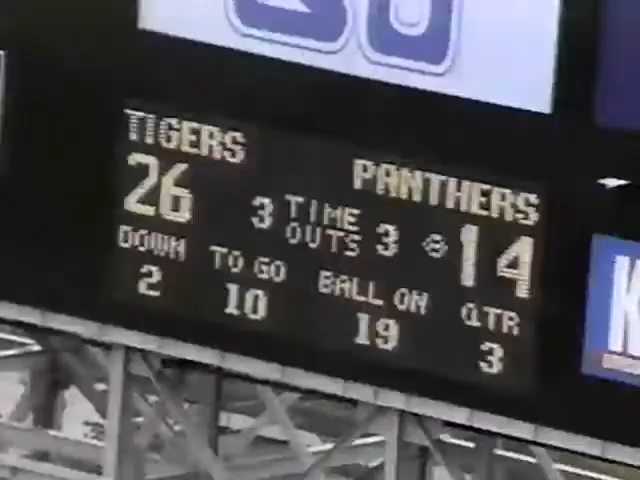 TIGERS PANTHERS
26 3 TIME OUTS 3 14
DOWN TO GO BALL ON QTR
2 10 19 3